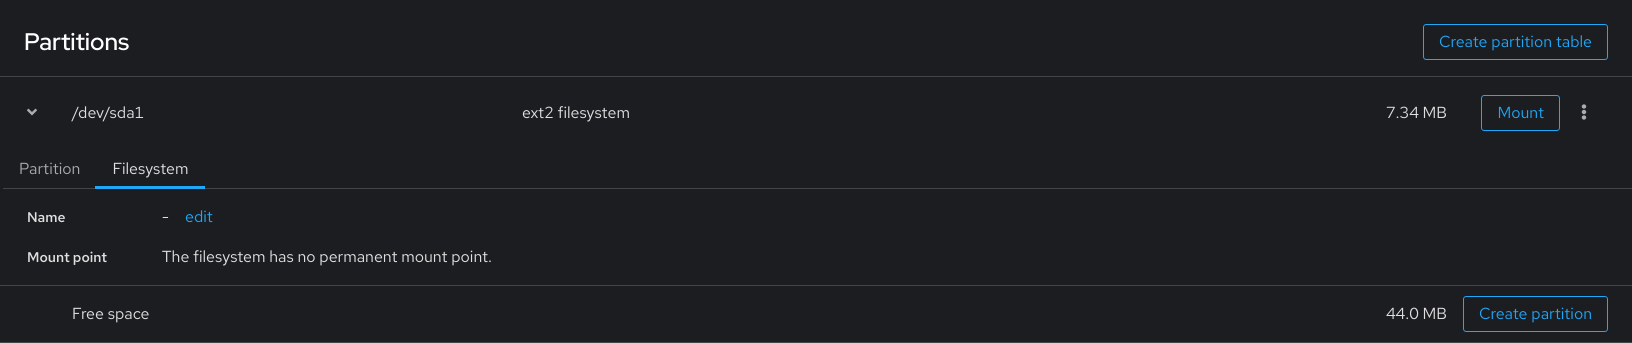 Partitions
Create partition table
/dev/sda1 ext2 filesystem 7.34 MB Mount
Partition Filesystem
Name - edit
Mount point The filesystem has no permanent mount point.
Free space 44.0 MB Create partition